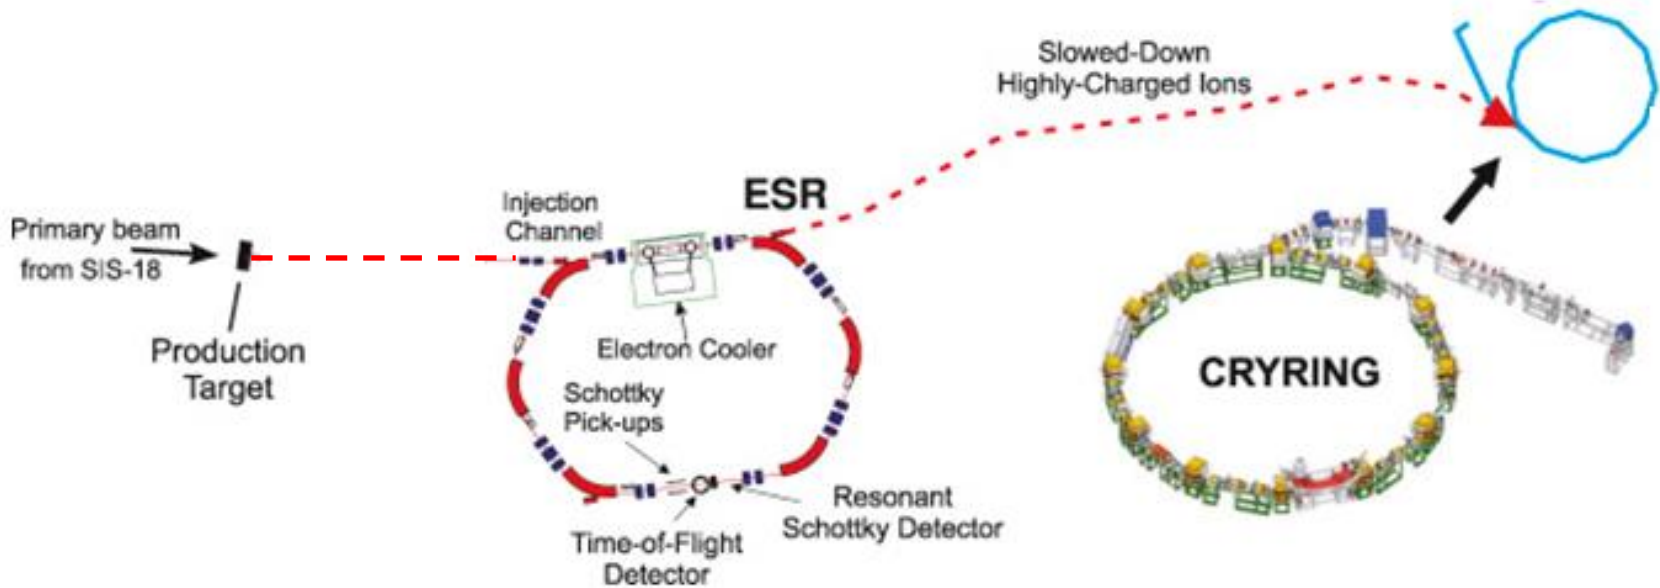 Primary beam
from SIS-18
Production
Target
Injection
Channel
ESR
Electron Cooler
Schottky
Pick-ups
Time-of-Flight
Detector
Resonant
Schottky Detector
Slowed-Down
Highly-Charged Ions
CRYRING